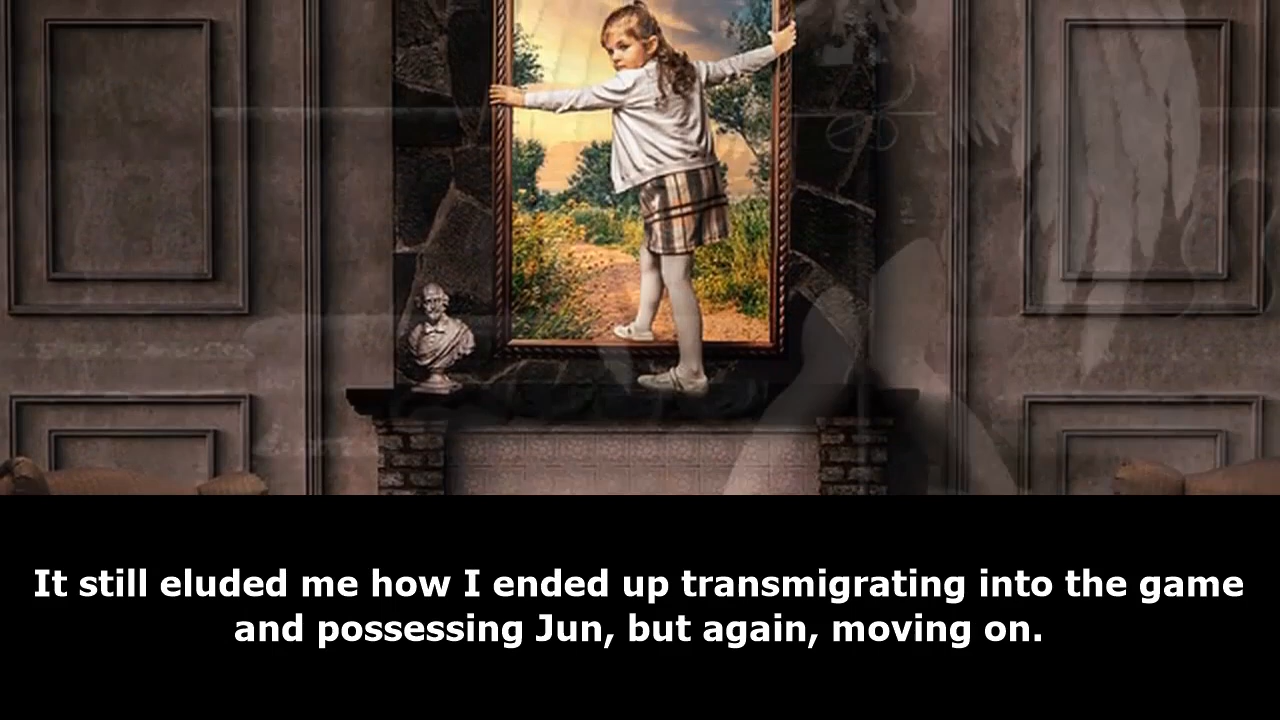 It still eluded me how I ended up transmigrating into the game
and possessing Jun, but again, moving on.